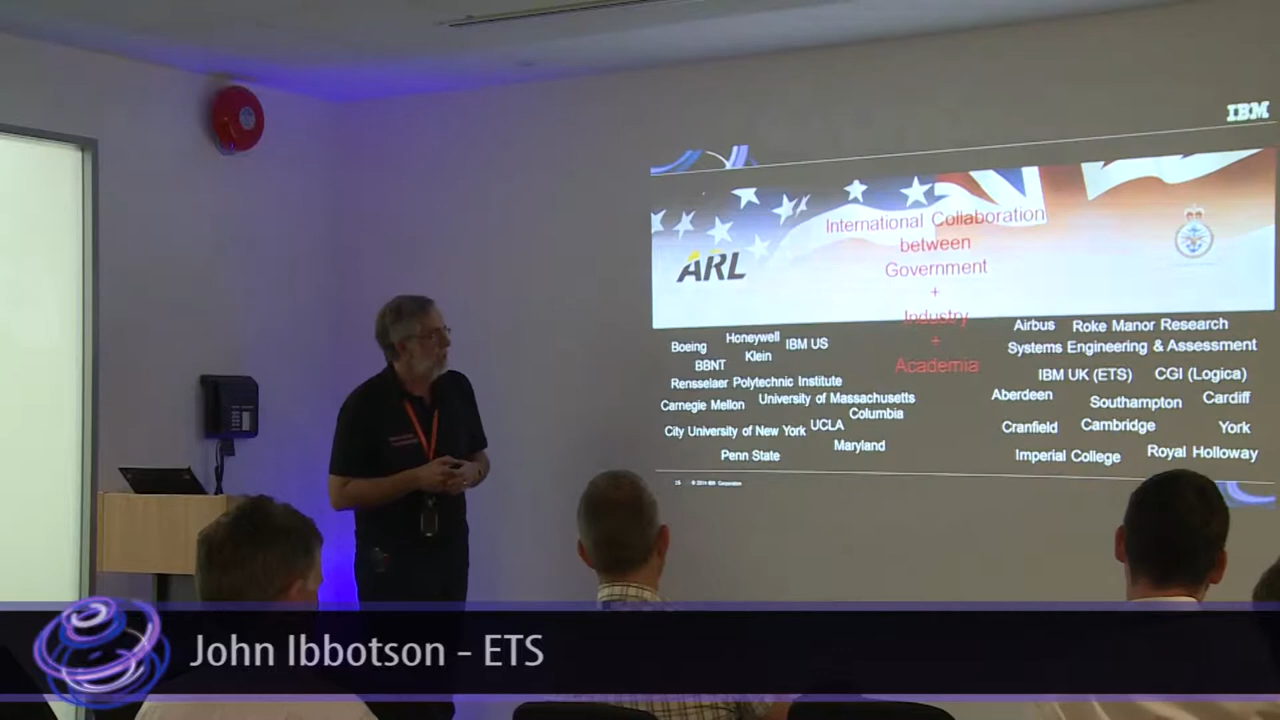 IBM
International Collaboration
between
Government
+
Industry
+
Academia
ARL
Boeing
Honeywell
IBM US
BBNT
Klein
Rensselaer Polytechnic Institute
Carnegie Mellon
University of Massachusetts
Columbia
City University of New York
UCLA
Maryland
Penn State
Airbus
Roke Manor Research
Systems Engineering & Assessment
IBM UK (ETS)
CGI (Logica)
Aberdeen
Southampton
Cardiff
Cranfield
Cambridge
York
Imperial College
Royal Holloway
© 2014 IBM Corporation
John Ibbotson - ETS